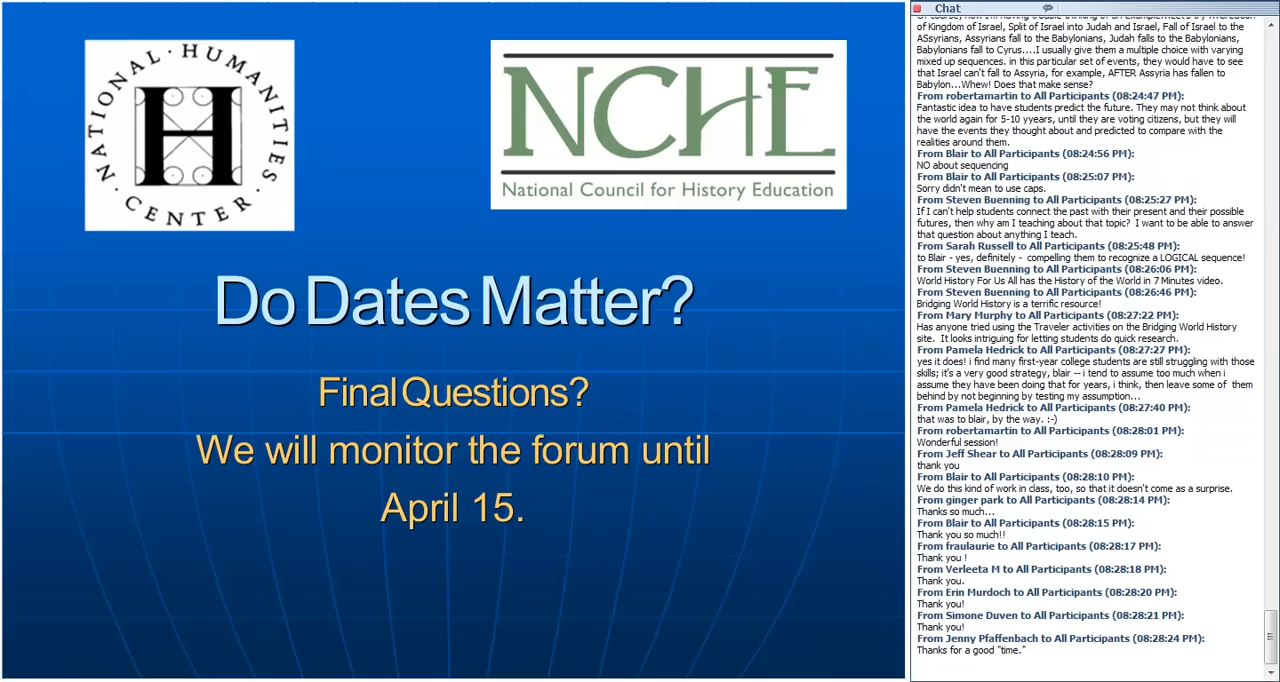 NATIONAL · HUMANITIES · CENTER ·
H
NCHE
National Council for History Education
Do Dates Matter?
Final Questions?
We will monitor the forum until
April 15.
Chat
of Kingdom of Israel, Split of Israel into Judah and Israel, Fall of Israel to the
ASsyrians, Assyrians fall to the Babylonians, Judah falls to the Babylonians,
Babylonians fall to Cyrus....I usually give them a multiple choice with varying
mixed up sequences. in this particular set of events, they would have to see
that Israel can't fall to Assyria, for example, AFTER Assyria has fallen to
Babylon...Whew! Does that make sense?
From robertamartin to All Participants (08:24:47 PM):
Fantastic idea to have students predict the future. They may not think about
the world again for 5-10 yyears, until they are voting citizens, but they will
have the events they thought about and predicted to compare with the
realities around them.
From Blair to All Participants (08:24:56 PM):
NO about sequencing
From Blair to All Participants (08:25:07 PM):
Sorry didn't mean to use caps.
From Steven Buenning to All Participants (08:25:27 PM):
If I can't help students connect the past with their present and their possible
futures, then why am I teaching about that topic? I want to be able to answer
that question about anything I teach.
From Sarah Russell to All Participants (08:25:48 PM):
to Blair - yes, definitely - compelling them to recognize a LOGICAL sequence!
From Steven Buenning to All Participants (08:26:06 PM):
World History For Us All has the History of the World in 7 Minutes video.
From Steven Buenning to All Participants (08:26:46 PM):
Bridging World History is a terrific resource!
From Mary Murphy to All Participants (08:27:22 PM):
Has anyone tried using the Traveler activities on the Bridging World History
site. It looks intriguing for letting students do quick research.
From Pamela Hedrick to All Participants (08:27:27 PM):
yes it does! i find many first-year college students are still struggling with those
skills; it's a very good strategy, blair -- i tend to assume too much when i
assume they have been doing that for years, i think, then leave some of them
behind by not beginning by testing my assumption...
From Pamela Hedrick to All Participants (08:27:40 PM):
that was to blair, by the way. :-)
From robertamartin to All Participants (08:28:01 PM):
Wonderful session!
From Jeff Shear to All Participants (08:28:09 PM):
thank you
From Blair to All Participants (08:28:10 PM):
We do this kind of work in class, too, so that it doesn't come as a surprise.
From ginger park to All Participants (08:28:14 PM):
Thanks so much...
From Blair to All Participants (08:28:15 PM):
Thank you so much!!
From fraulaurie to All Participants (08:28:17 PM):
Thank you !
From Verleeta M to All Participants (08:28:18 PM):
Thank you.
From Erin Murdoch to All Participants (08:28:20 PM):
Thank you!
From Simone Duven to All Participants (08:28:21 PM):
Thank you!
From Jenny Pfaffenbach to All Participants (08:28:24 PM):
Thanks for a good "time."